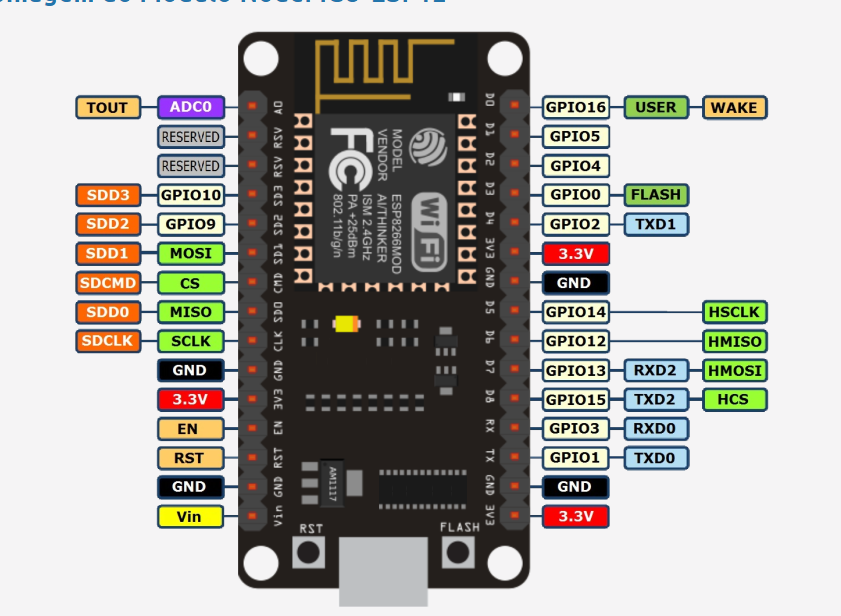 TOUT ADC0 A0 D0 GPIO16 USER WAKE
RESERVED RSV D1 GPIO5
RESERVED RSV D2 GPIO4
SDD3 GPIO10 SD3 D3 GPIO0 FLASH
SDD2 GPIO9 SD2 D4 GPIO2 TXD1
SDD1 MOSI SD1 3V3 3.3V
SDCMD CS CMD GND GND
SDD0 MISO SD0 D5 GPIO14 HSCLK
SDCLK SCLK CLK D6 GPIO12 HMISO
GND GND D7 GPIO13 RXD2 HMOSI
3.3V 3V3 D8 GPIO15 TXD2 HCS
EN EN RX GPIO3 RXD0
RST RST TX GPIO1 TXD0
GND GND GND GND
Vin Vin 3V3 3.3V
MODEL ESP8266MOD
VENDOR AI/THINKER
ISM 2.4GHz
PA +25dBm
802.11b/g/n
FC
Wi Fi
AM1117
RST
FLASH